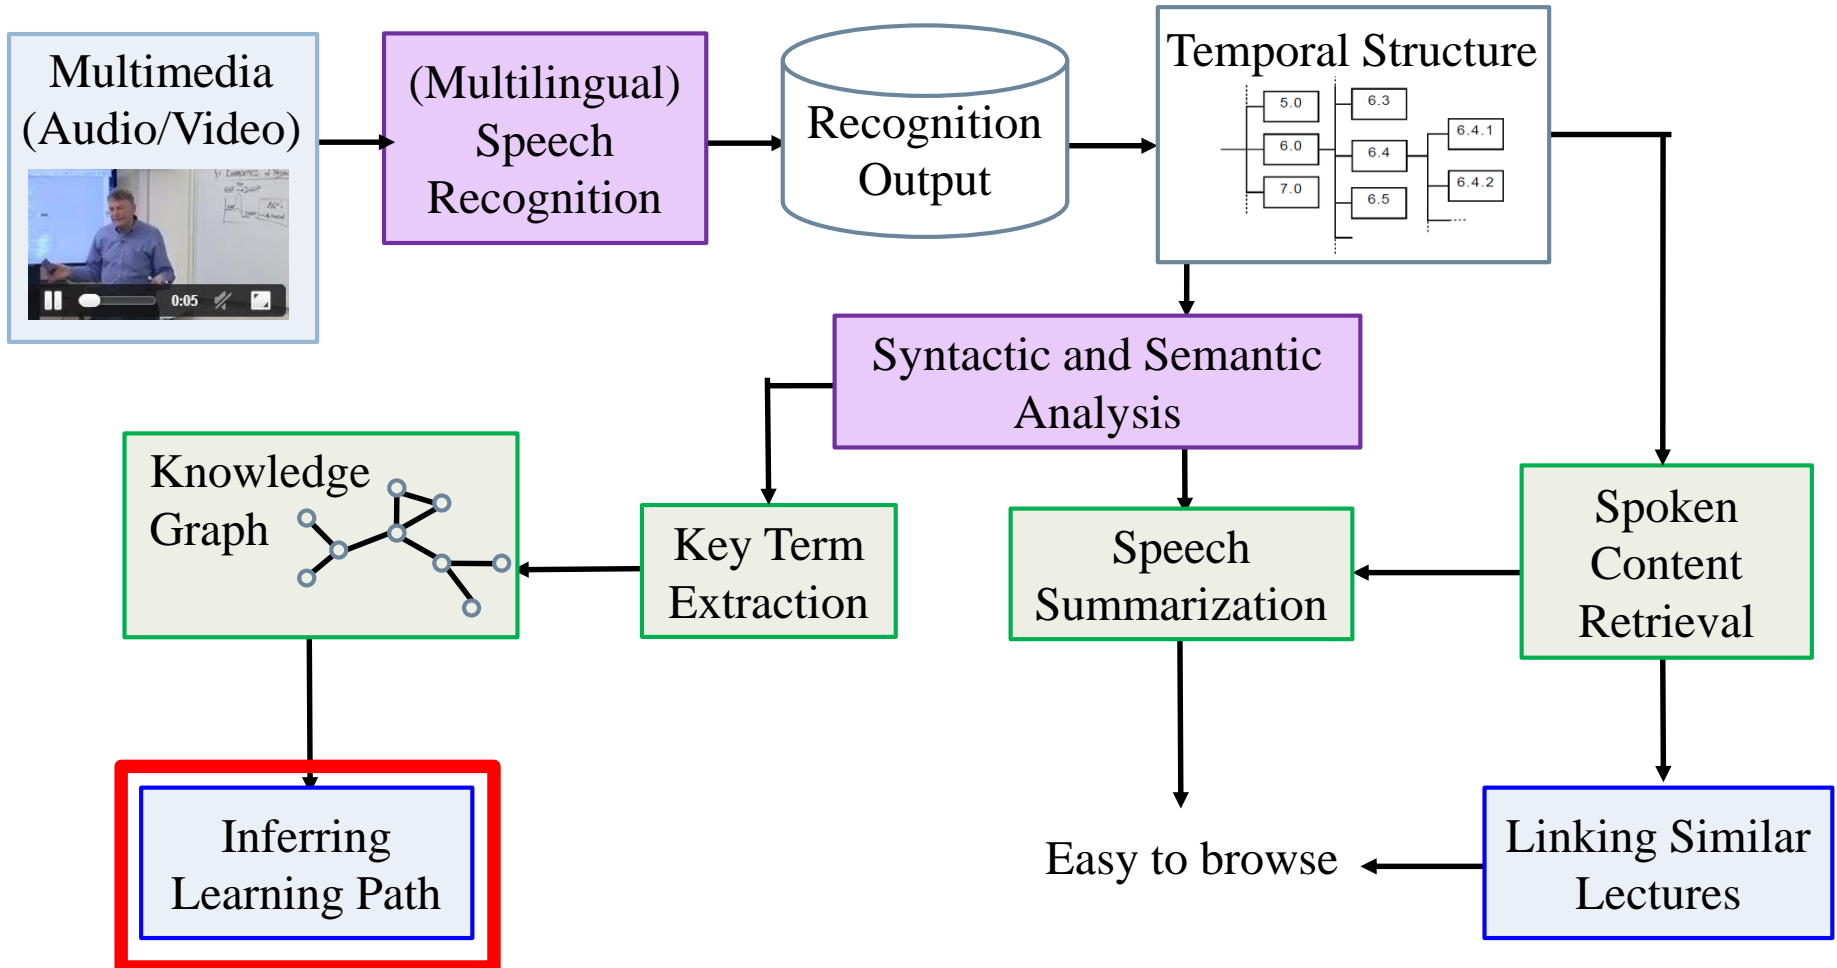 Multimedia
(Audio/Video)
0:05
(Multilingual)
Speech
Recognition
Recognition
Output
Temporal Structure
5.0
6.0
7.0
6.3
6.4
6.5
6.4.1
6.4.2
Syntactic and Semantic
Analysis
Knowledge
Graph
Key Term
Extraction
Speech
Summarization
Spoken
Content
Retrieval
Inferring
Learning Path
Easy to browse
Linking Similar
Lectures